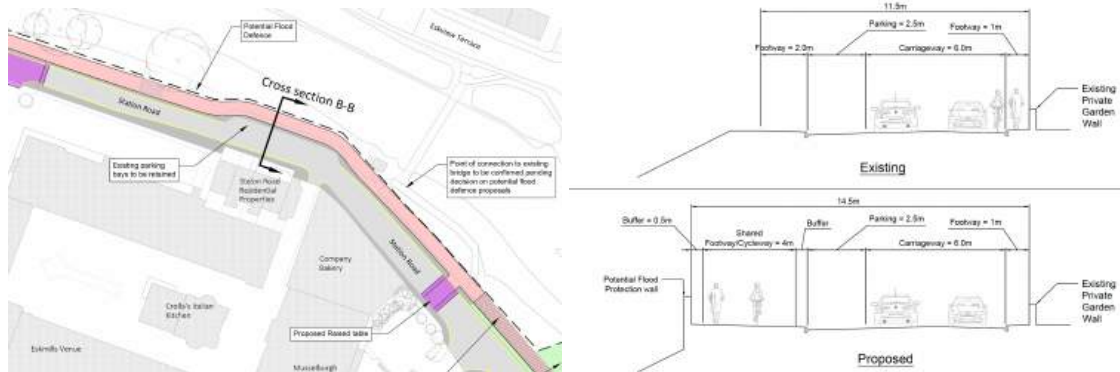 Potential Flood
Defence
Eskview Terrace
Cross section B-B
Station Road
Existing parking
bays to be retained
Station Road
Residential
Properties
Point of connection to existing
bridge to be confirmed pending
decision on potential flood
defence proposals
Station Road
Company
Bakery
Crolla's Italian
Kitchen
Proposed Raised table
Eskmills Venue
Musselburgh
11.5m
Parking = 2.5m
Footway = 1m
Footway = 2.0m
Carriageway = 6.0m
Existing
Private
Garden
Wall
Existing
14.5m
Buffer = 0.5m
Shared
Footway/Cycleway = 4m
Buffer
Parking = 2.5m
Footway = 1m
Carriageway = 6.0m
Potential Flood
Protection wall
Existing
Private
Garden
Wall
Proposed